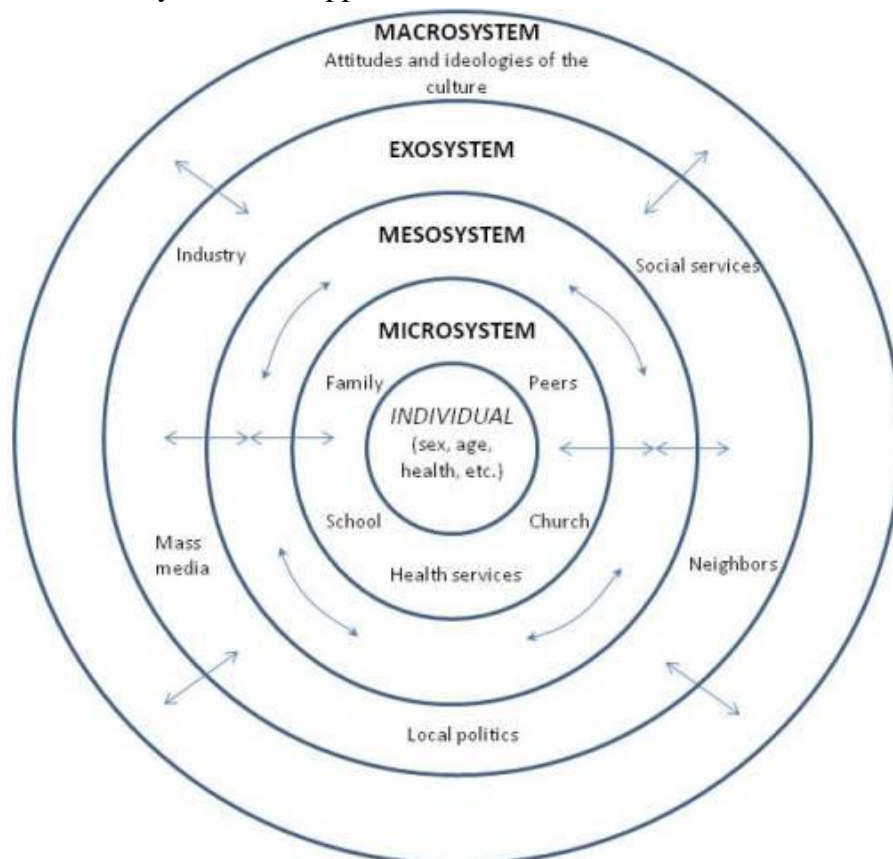 MACROSYSTEM
Attitudes and ideologies of the
culture
EXOSYSTEM
MESOSYSTEM
Industry
Social services
MICROSYSTEM
Family
Peers
INDIVIDUAL
(sex, age,
health, etc.)
School
Church
Mass
media
Health services
Neighbors
Local politics